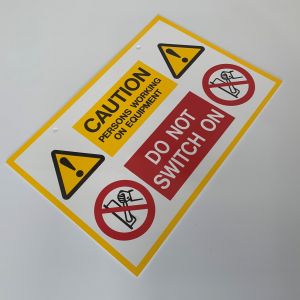 CAUTION
PERSONS WORKING
ON EQUIPMENT
DO NOT
SWITCH ON